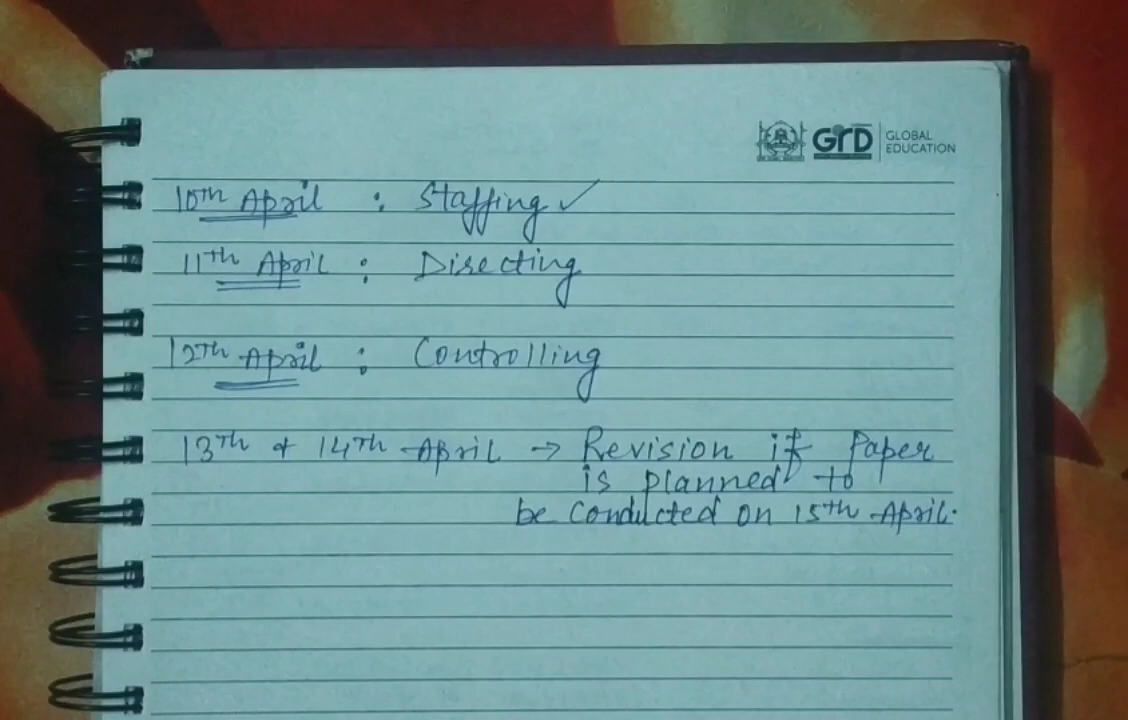 GrD GLOBAL
EDUCATION
10th April : Staffing ✓
11th April : Directing
12th April : Controlling
13th & 14th April → Revision if Paper
is planned to
be conducted on 15th April.